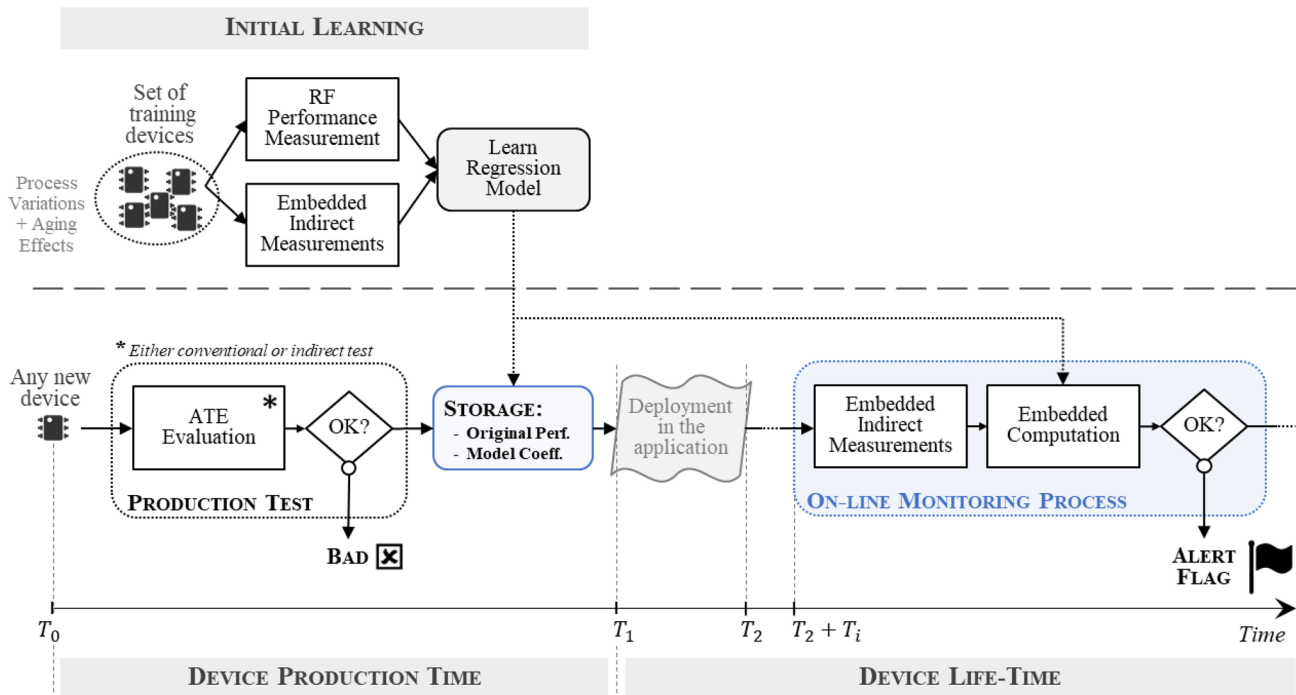 INITIAL LEARNING
Set of
training
devices
Process
Variations
+ Aging
Effects
RF
Performance
Measurement
Embedded
Indirect
Measurements
Learn
Regression
Model
* Either conventional or indirect test
Any new
device
ATE
Evaluation
*
OK?
PRODUCTION TEST
BAD
STORAGE:
- Original Perf.
- Model Coeff.
Deployment
in the
application
Embedded
Indirect
Measurements
Embedded
Computation
OK?
ON-LINE MONITORING PROCESS
ALERT
FLAG
T₀
T₁
T₂
T₂ + Tᵢ
Time
DEVICE PRODUCTION TIME
DEVICE LIFE-TIME